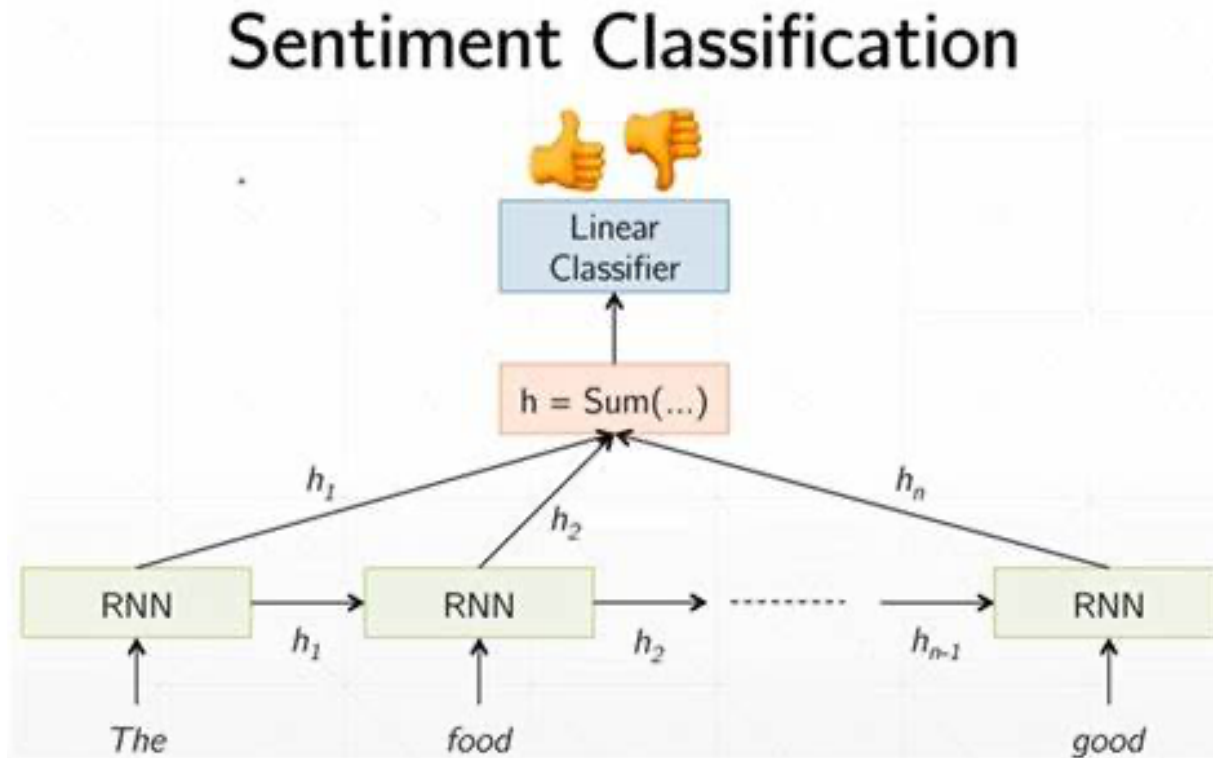 Sentiment Classification
Linear
Classifier
h = Sum(...)
h₁
h₂
hₙ
RNN
RNN
RNN
h₁
h₂
hₙ₋₁
The
food
good